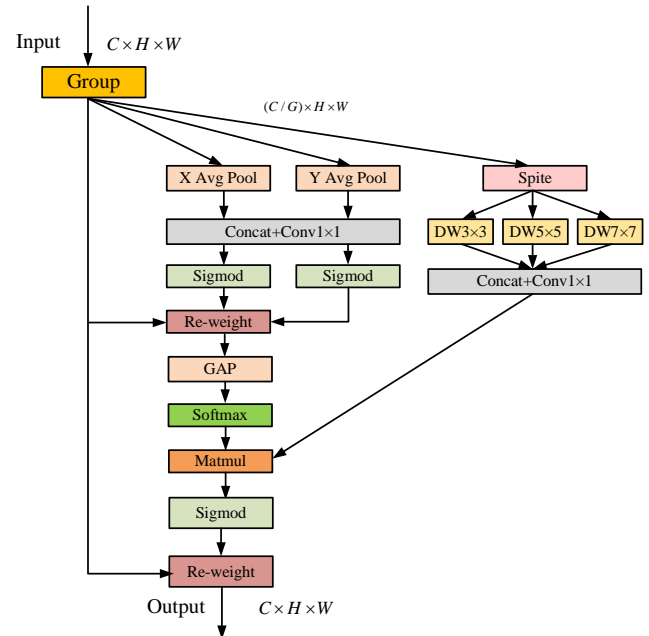 Input
C×H×W
Group
(C/G)×H×W
X Avg Pool
Y Avg Pool
Spite
Concat+Conv1×1
DW3×3
DW5×5
DW7×7
Sigmod
Sigmod
Concat+Conv1×1
Re-weight
GAP
Softmax
Matmul
Sigmod
Re-weight
Output
C×H×W